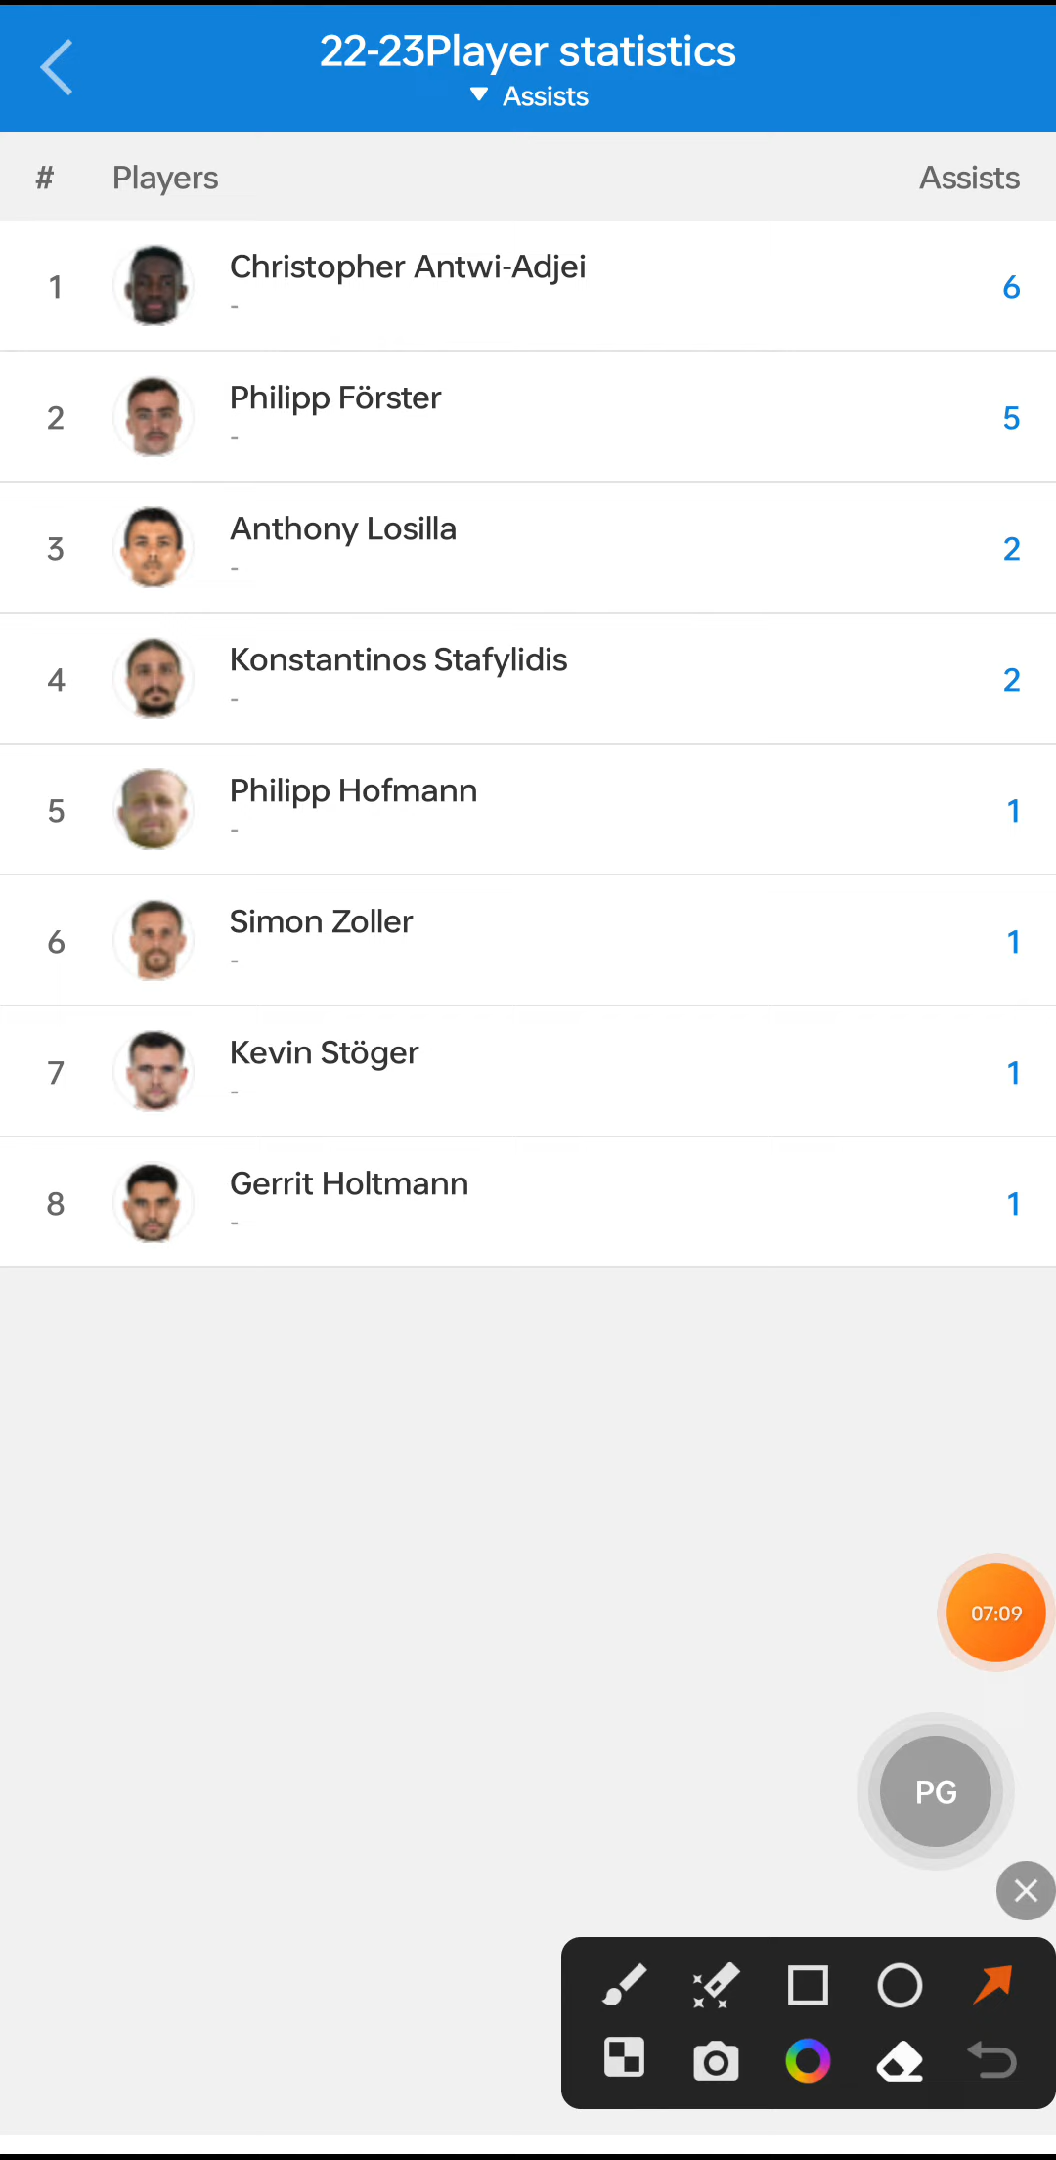 22-23Player statistics
Assists
# Players Assists
1 Christopher Antwi-Adjei 6
-
2 Philipp Förster 5
-
3 Anthony Losilla 2
-
4 Konstantinos Stafylidis 2
-
5 Philipp Hofmann 1
-
6 Simon Zoller 1
-
7 Kevin Stöger 1
-
8 Gerrit Holtmann 1
-
07:09
PG